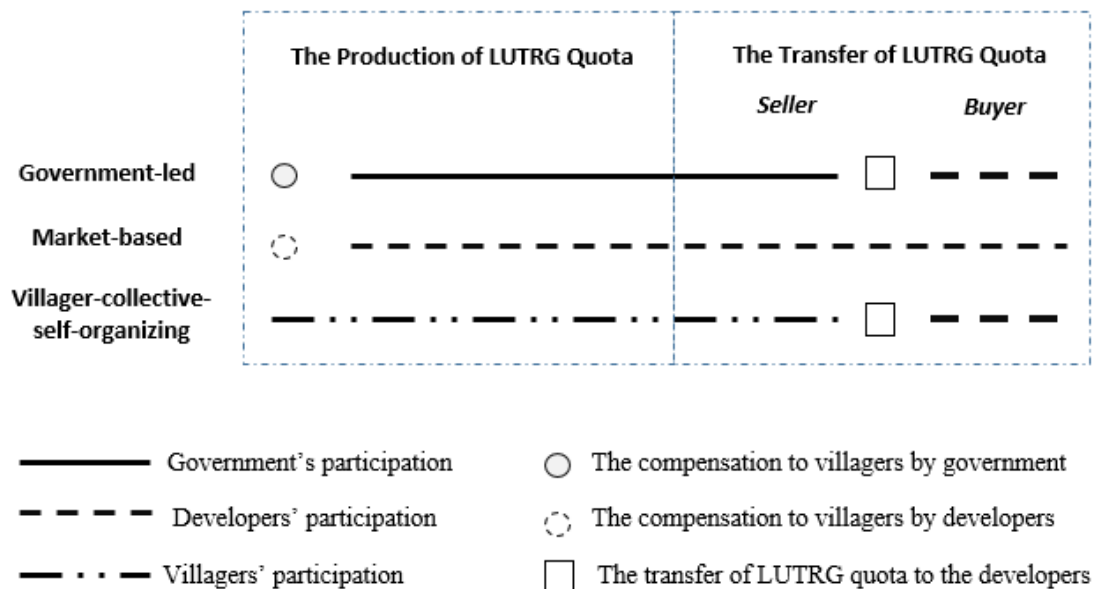 The Production of LUTRG Quota
The Transfer of LUTRG Quota
Seller
Buyer
Government-led
Market-based
Villager-collective-
self-organizing
Government’s participation
The compensation to villagers by government
Developers’ participation
The compensation to villagers by developers
Villagers’ participation
The transfer of LUTRG quota to the developers